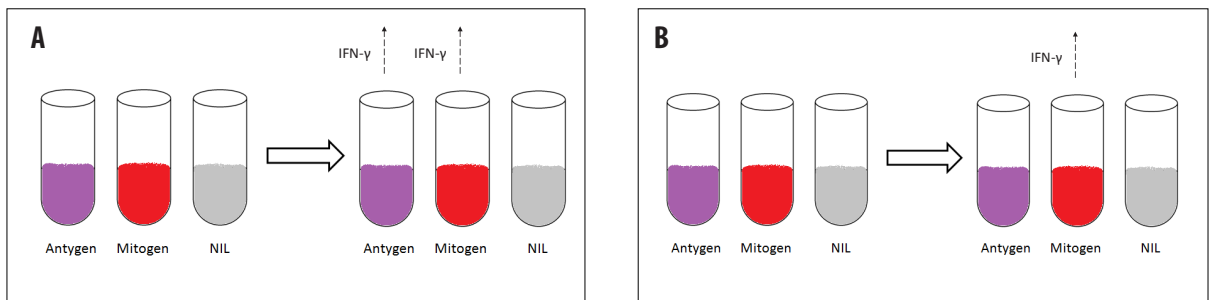 A
IFN-γ IFN-γ
Antygen Mitogen NIL Antygen Mitogen NIL
B
IFN-γ
Antygen Mitogen NIL Antygen Mitogen NIL